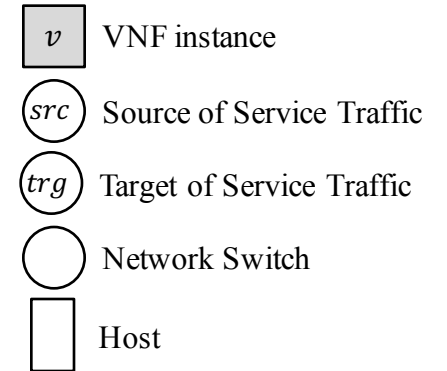 v VNF instance
src Source of Service Traffic
trg Target of Service Traffic
Network Switch
Host